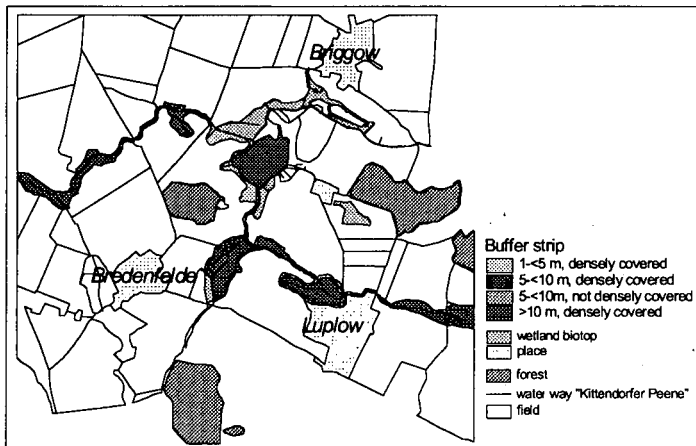 Briggow
Bredenfelde
Luplow
Buffer strip
1-<5 m, densely covered
5-<10 m, densely covered
5-<10m, not densely covered
>10 m, densely covered
wetland biotop
place
forest
water way "Kittendorfer Peene"
field